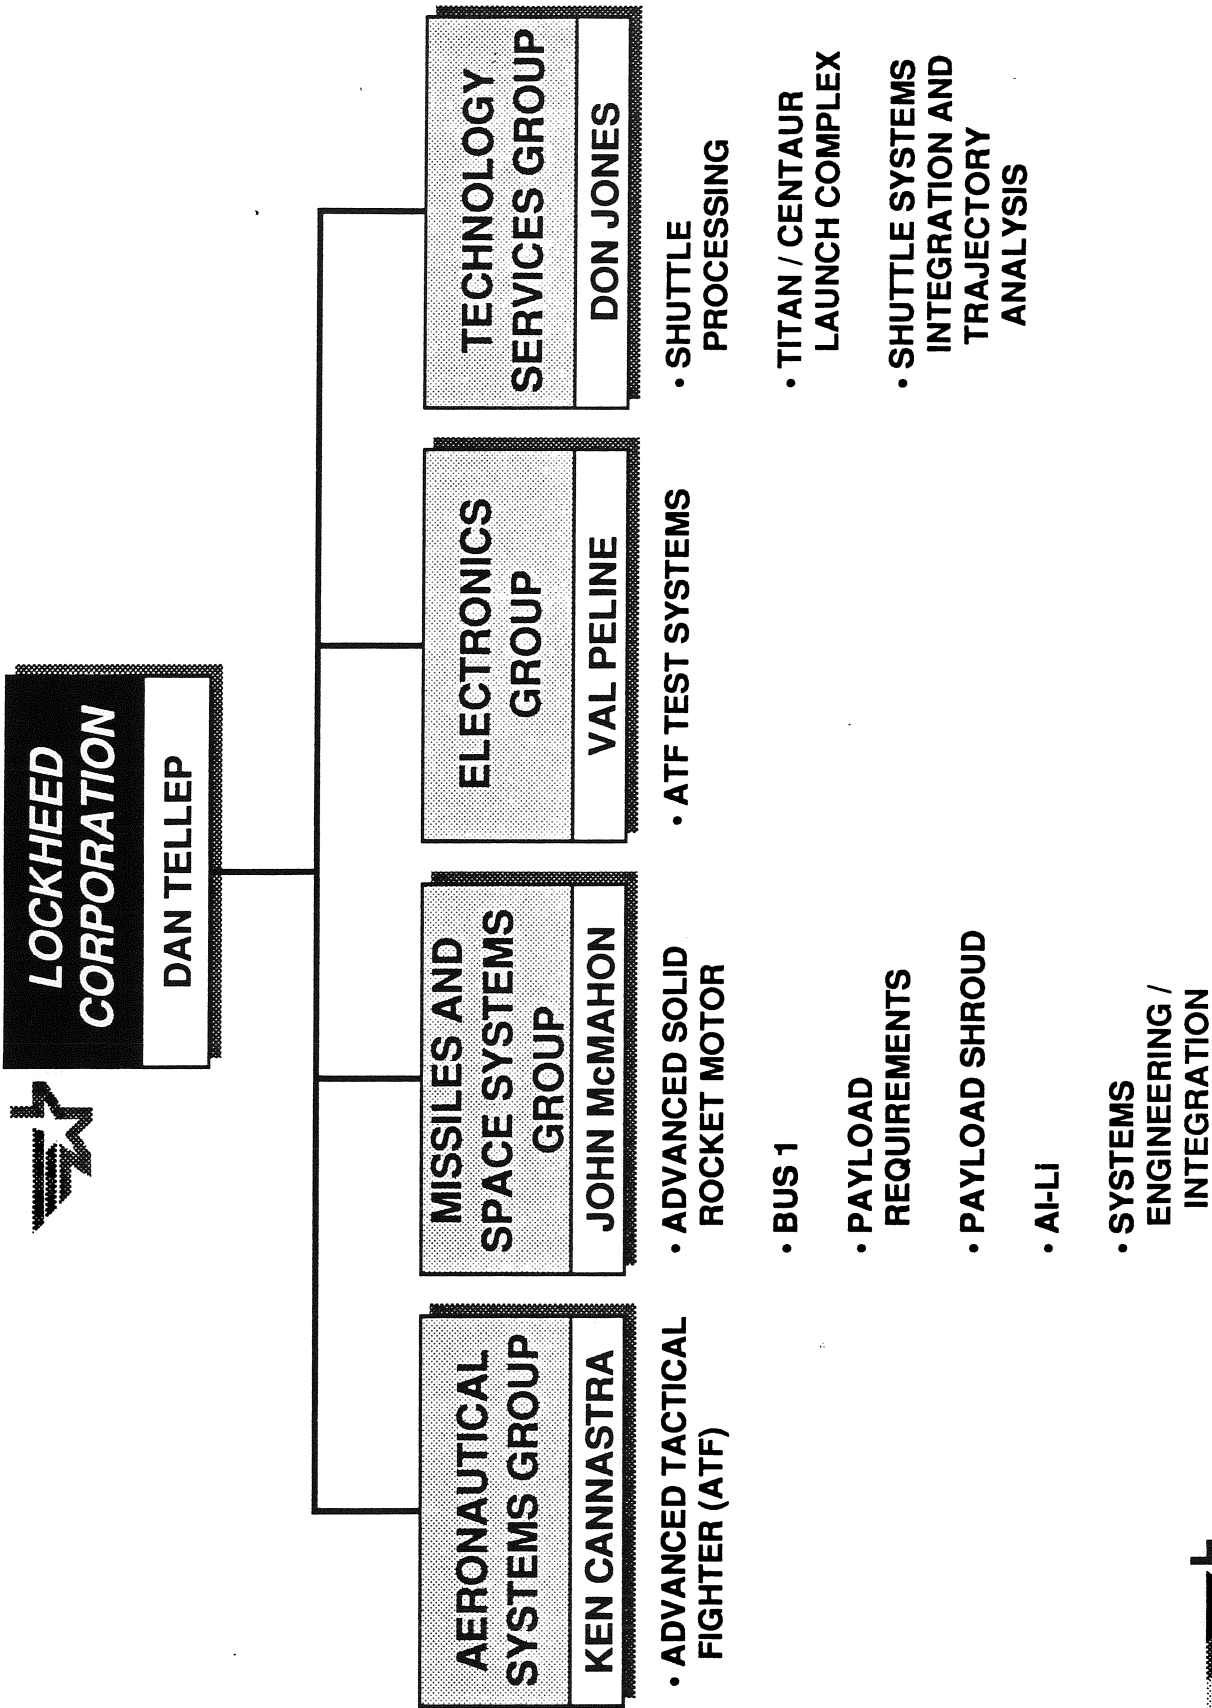 LOCKHEED
CORPORATION
DAN TELLEP
AERONAUTICAL
SYSTEMS GROUP
KEN CANNASTRA
• ADVANCED TACTICAL
FIGHTER (ATF)
MISSILES AND
SPACE SYSTEMS
GROUP
JOHN McMAHON
• ADVANCED SOLID
ROCKET MOTOR
• BUS 1
• PAYLOAD
REQUIREMENTS
• PAYLOAD SHROUD
• Al-Li
• SYSTEMS
ENGINEERING /
INTEGRATION
ELECTRONICS
GROUP
VAL PELINE
• ATF TEST SYSTEMS
TECHNOLOGY
SERVICES GROUP
DON JONES
• SHUTTLE
PROCESSING
• TITAN / CENTAUR
LAUNCH COMPLEX
• SHUTTLE SYSTEMS
INTEGRATION AND
TRAJECTORY
ANALYSIS